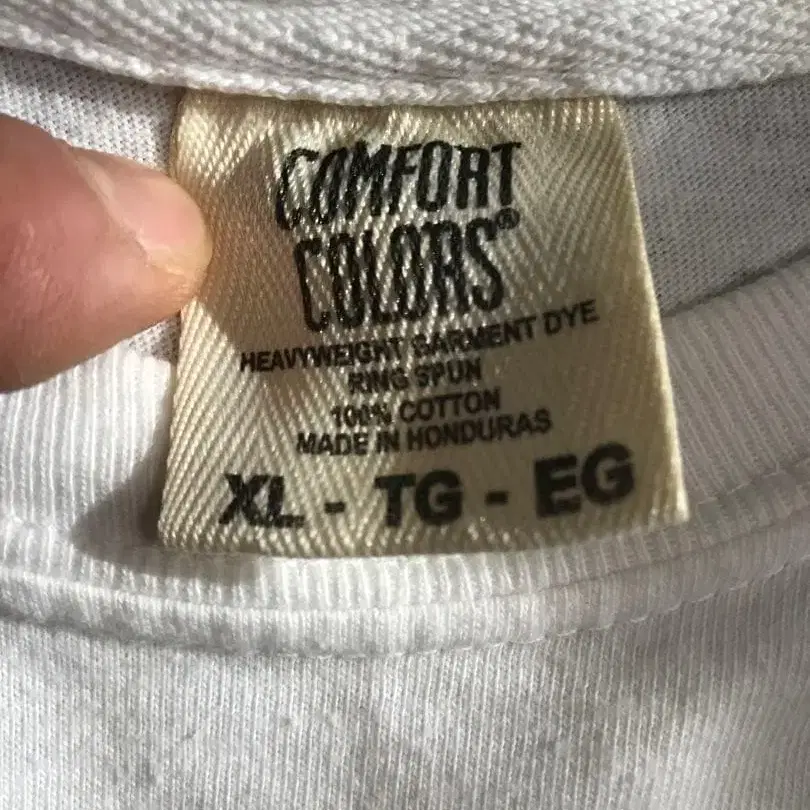 COMFORT
COLORS®
HEAVYWEIGHT GARMENT DYE
RING SPUN
100% COTTON
MADE IN HONDURAS
XL - TG - EG